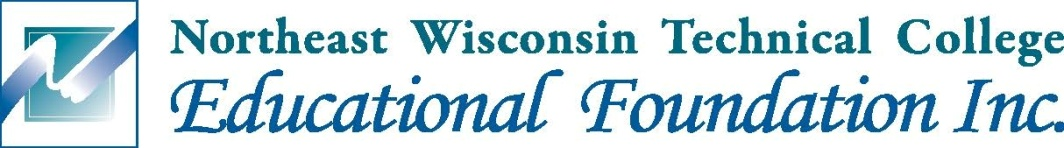 Northeast Wisconsin Technical College
Educational Foundation Inc.